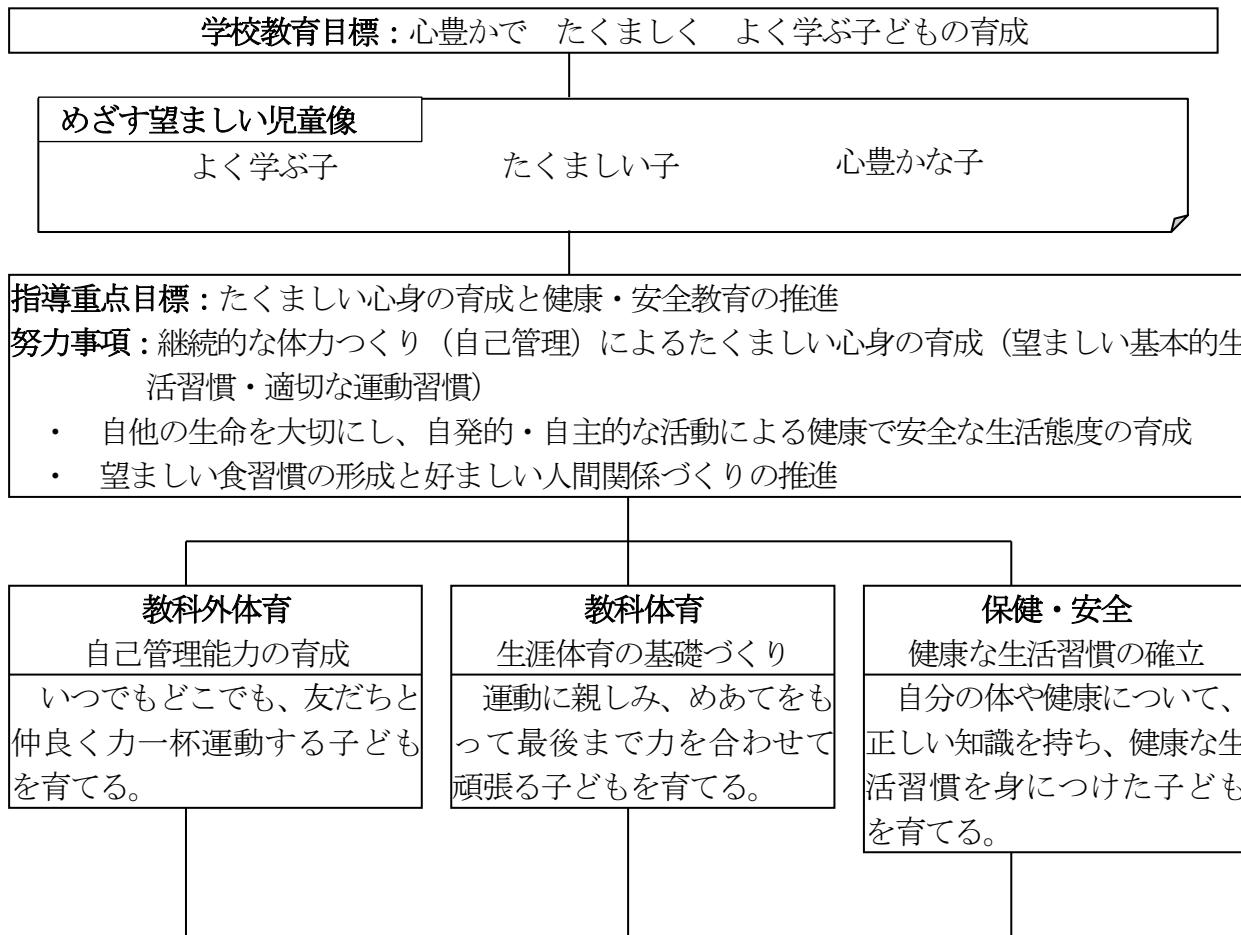 学校教育目標：心豊かで　たくましく　よく学ぶ子どもの育成
めざす望ましい児童像
よく学ぶ子　たくましい子　心豊かな子
指導重点目標：たくましい心身の育成と健康・安全教育の推進
努力事項：継続的な体力つくり（自己管理）によるたくましい心身の育成（望ましい基本的生
活習慣・適切な運動習慣）
・　自他の生命を大切にし、自発的・自主的な活動による健康で安全な生活態度の育成
・　望ましい食習慣の形成と好ましい人間関係づくりの推進
教科外体育
自己管理能力の育成
いつでもどこでも、友だちと
仲良く力一杯運動する子ども
を育てる。
教科体育
生涯体育の基礎づくり
運動に親しみ、めあてをも
って最後まで力を合わせて
頑張る子どもを育てる。
保健・安全
健康な生活習慣の確立
自分の体や健康について、
正しい知識を持ち、健康な生
活習慣を身につけた子ども
を育てる。